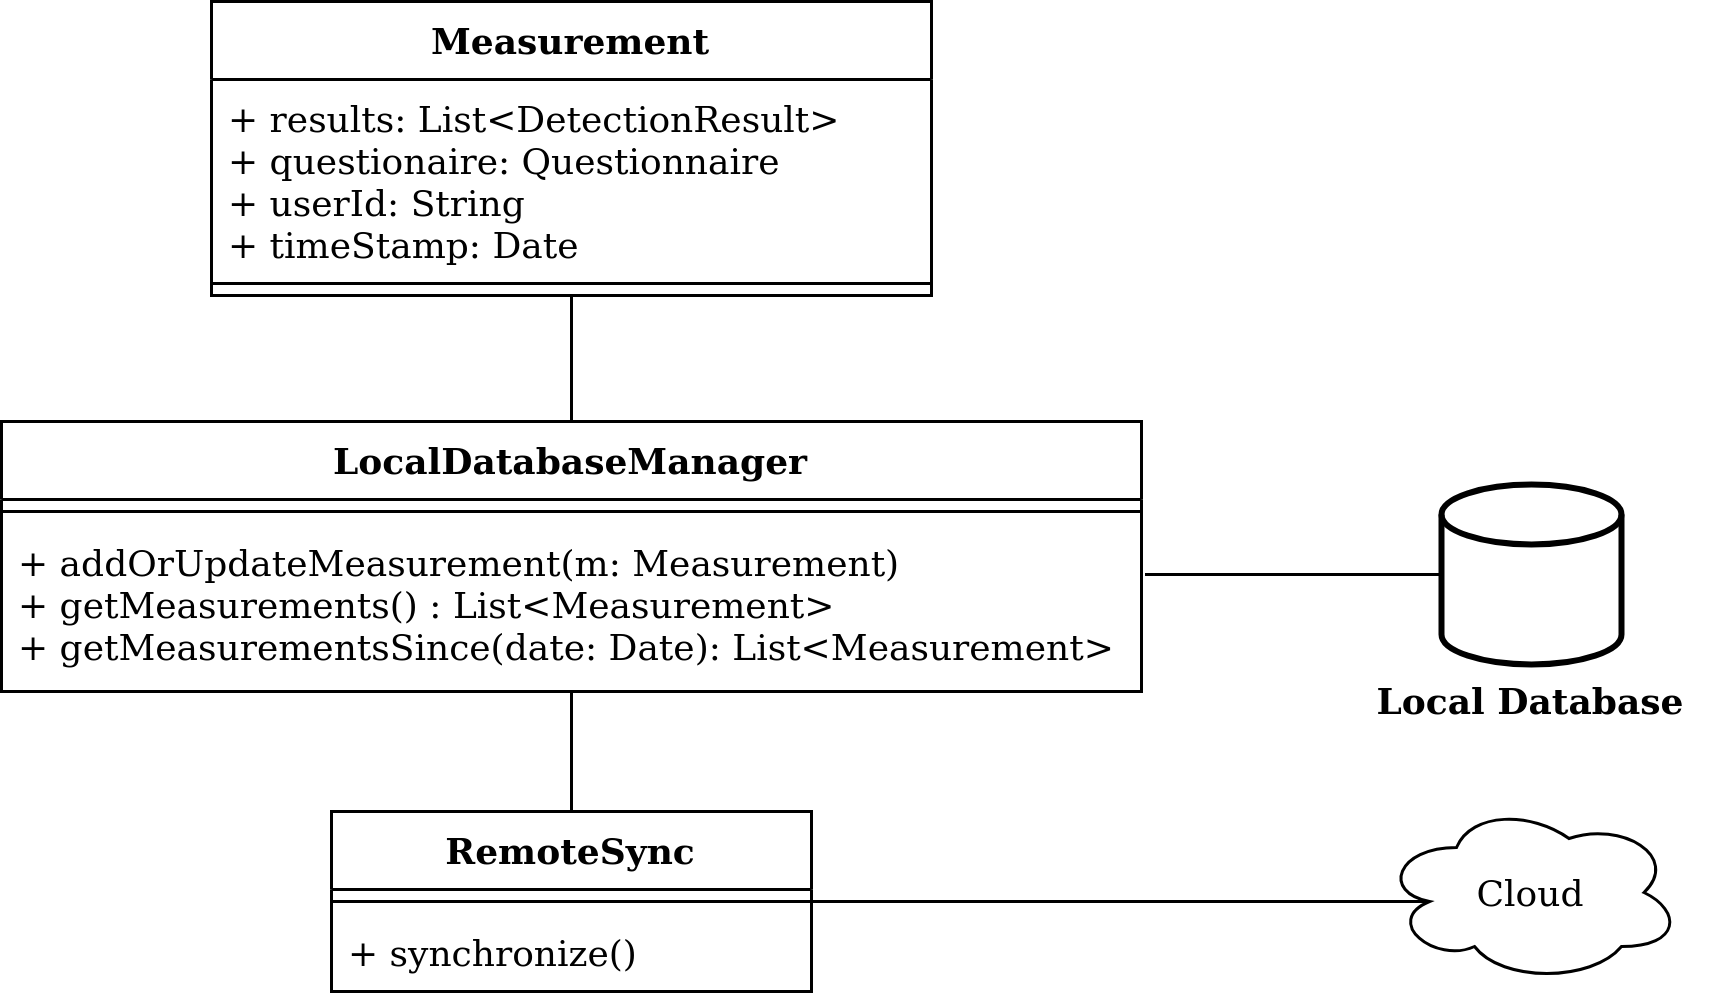 Measurement
+ results: List<DetectionResult>
+ questionaire: Questionnaire
+ userId: String
+ timeStamp: Date
LocalDatabaseManager
+ addOrUpdateMeasurement(m: Measurement)
+ getMeasurements() : List<Measurement>
+ getMeasurementsSince(date: Date): List<Measurement>
Local Database
RemoteSync
Cloud
+ synchronize()